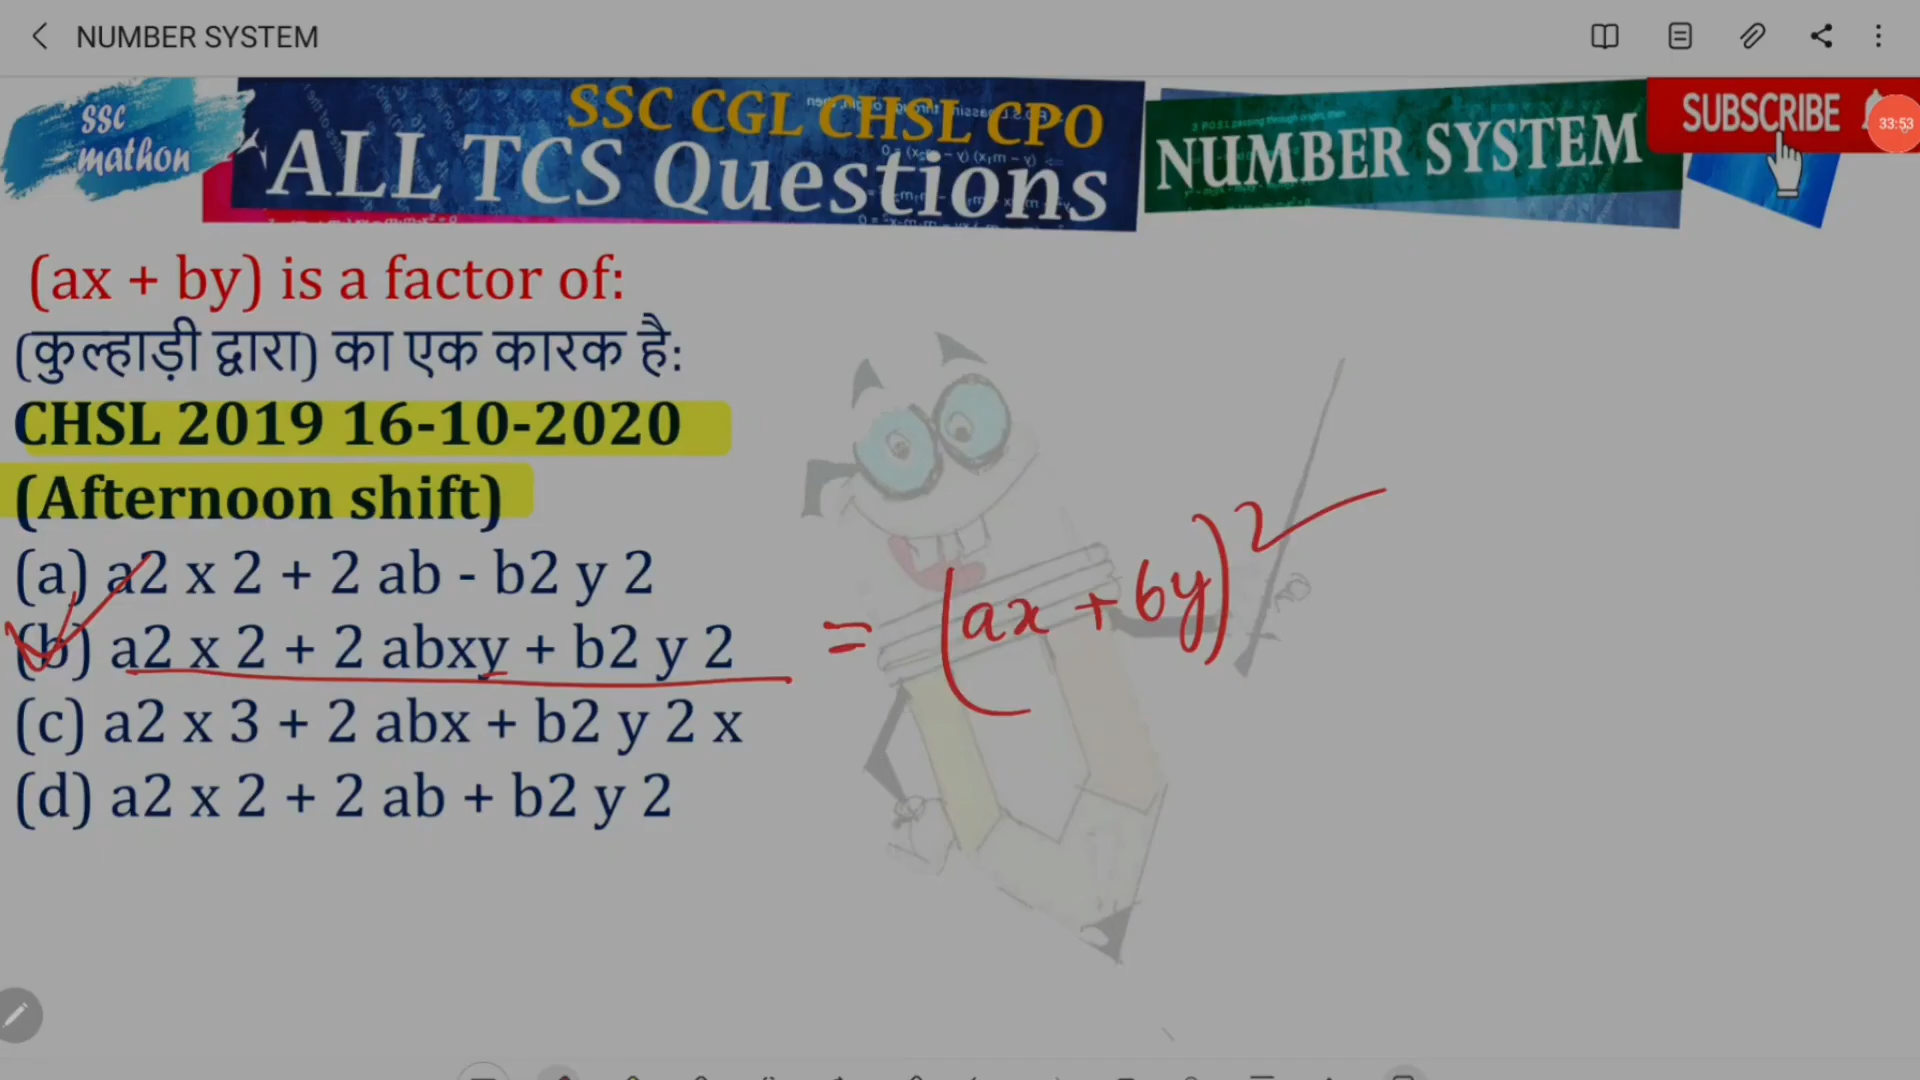 NUMBER SYSTEM
SSC
mathon
SSC CGL CHSL CPO
ALL TCS Questions
NUMBER SYSTEM
SUBSCRIBE
33:53
(ax + by) is a factor of:
(कुल्हाड़ी द्वारा) का एक कारक है:
CHSL 2019 16-10-2020
(Afternoon shift)
(a) a2 x 2 + 2 ab - b2 y 2
(b) a2 x 2 + 2 abxy + b2 y 2 = (ax + by)2
(c) a2 x 3 + 2 abx + b2 y 2 x
(d) a2 x 2 + 2 ab + b2 y 2